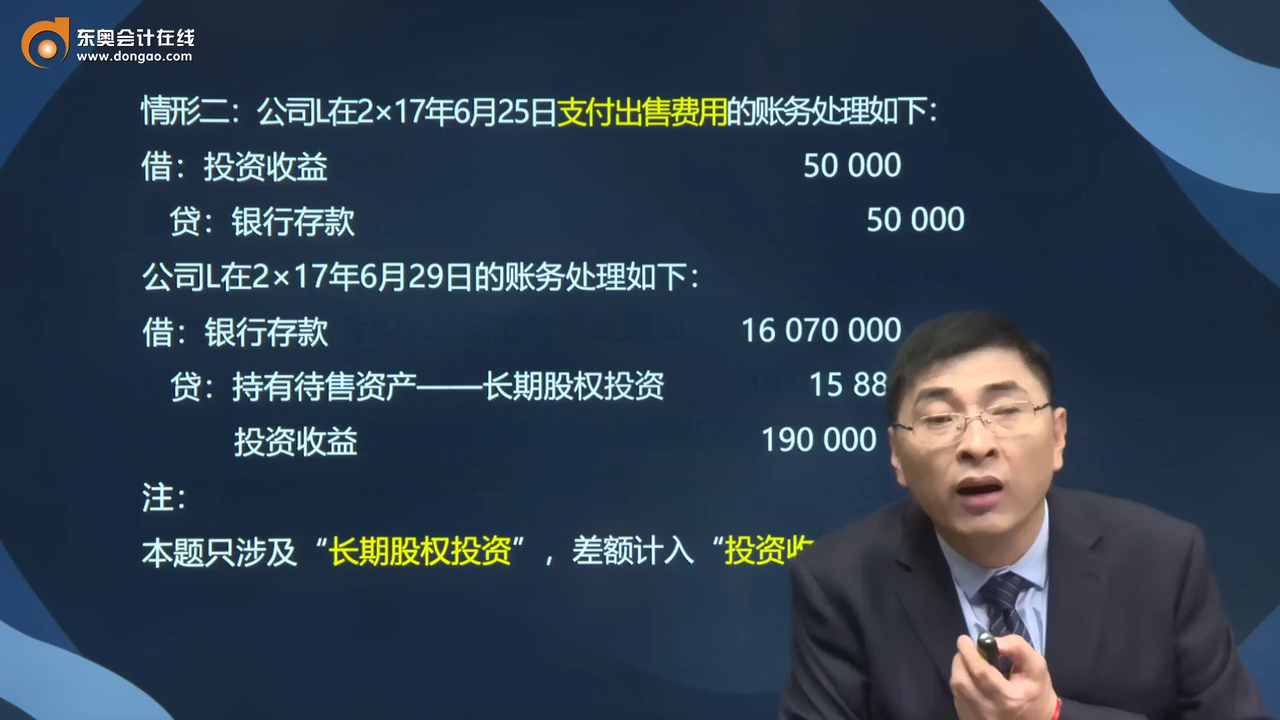 东奥会计在线
www.dongao.com
情形二：公司L在2×17年6月25日支付出售费用的账务处理如下：
借：投资收益 50 000
贷：银行存款 50 000
公司L在2×17年6月29日的账务处理如下：
借：银行存款 16 070 000
贷：持有待售资产——长期股权投资 15 88
投资收益 190 000
注：
本题只涉及“长期股权投资”，差额计入“投资收